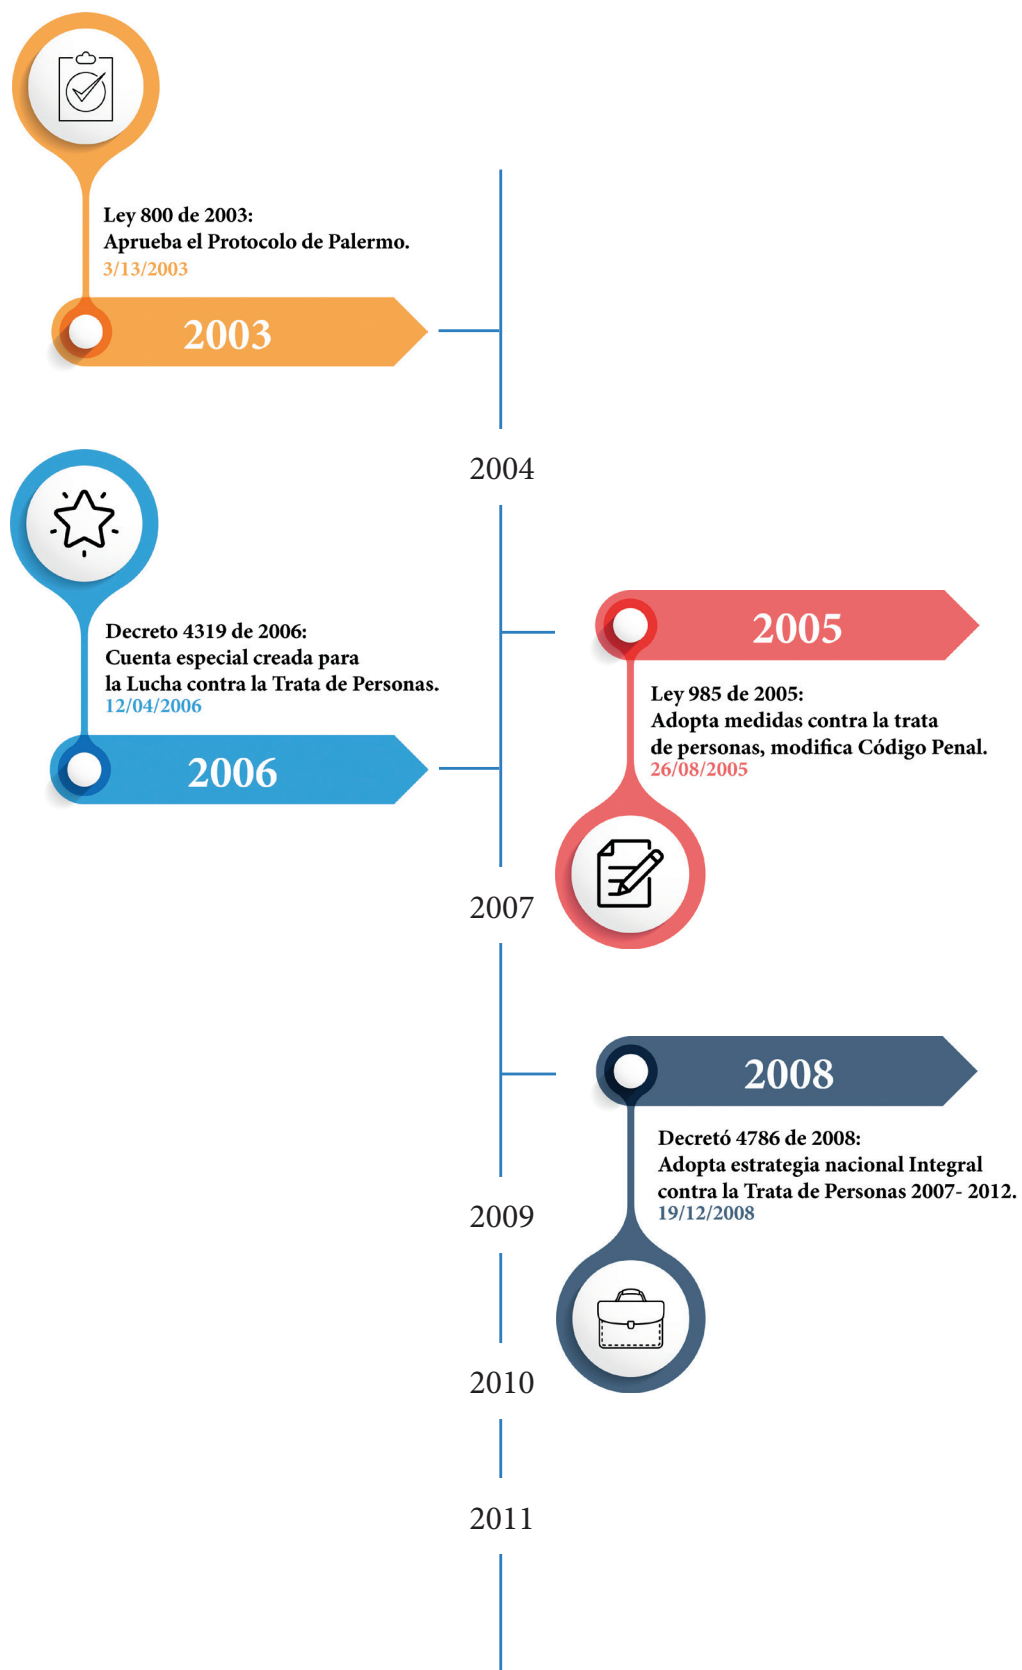 Ley 800 de 2003:
Aprueba el Protocolo de Palermo.
3/13/2003
2003
2004
2005
Ley 985 de 2005:
Adopta medidas contra la trata
de personas, modifica Código Penal.
26/08/2005
Decreto 4319 de 2006:
Cuenta especial creada para
la Lucha contra la Trata de Personas.
12/04/2006
2006
2007
2008
Decretó 4786 de 2008:
Adopta estrategia nacional Integral
contra la Trata de Personas 2007- 2012.
19/12/2008
2009
2010
2011